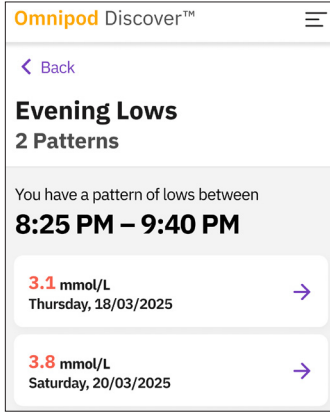 Omnipod Discover™
Back
Evening Lows
2 Patterns
You have a pattern of lows between
8:25 PM – 9:40 PM
3.1 mmol/L
Thursday, 18/03/2025
3.8 mmol/L
Saturday, 20/03/2025